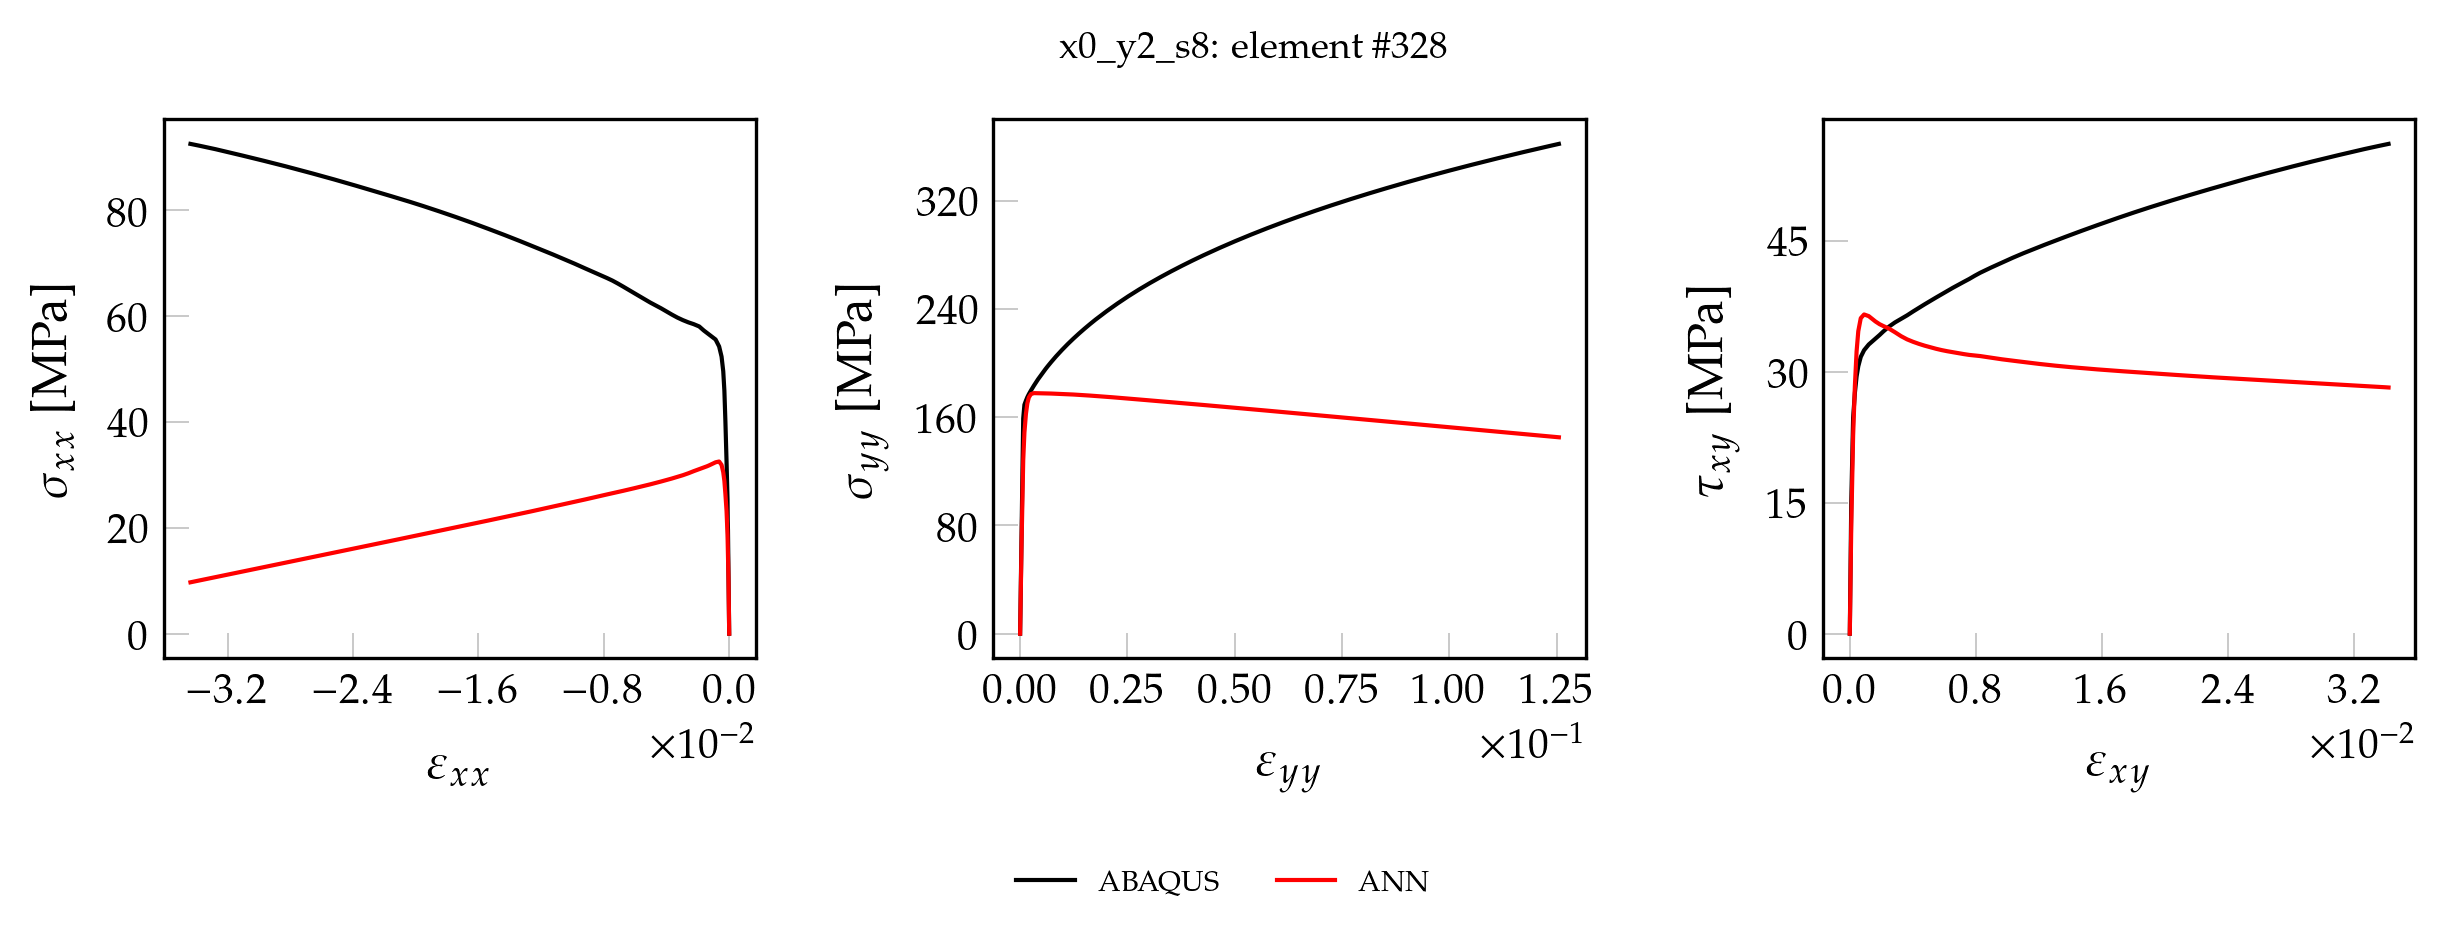 x0_y2_s8: element #328
σxx [MPa]
80
60
40
20
0
−3.2 −2.4 −1.6 −0.8 0.0
×10−2
εxx
σyy [MPa]
320
240
160
80
0
0.00 0.25 0.50 0.75 1.00 1.25
×10−1
εyy
τxy [MPa]
45
30
15
0
0.0 0.8 1.6 2.4 3.2
×10−2
εxy
ABAQUS ANN